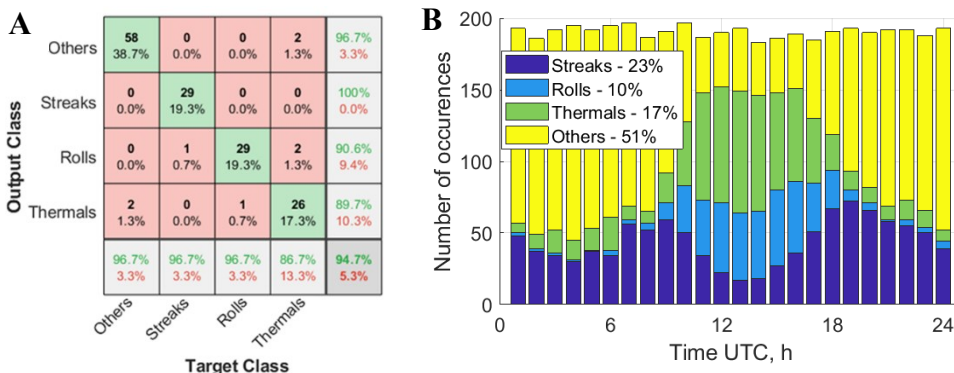 A
Output Class
Others
Streaks
Rolls
Thermals
58 0 0 2 96.7%
38.7% 0.0% 0.0% 1.3% 3.3%
0 29 0 0 100%
0.0% 19.3% 0.0% 0.0% 0.0%
0 1 29 2 90.6%
0.0% 0.7% 19.3% 1.3% 9.4%
2 0 1 26 89.7%
1.3% 0.0% 0.7% 17.3% 10.3%
96.7% 96.7% 96.7% 86.7% 94.7%
3.3% 3.3% 3.3% 13.3% 5.3%
Others Streaks Rolls Thermals
Target Class
B
Number of occurences
200
150
100
50
0
Streaks - 23%
Rolls - 10%
Thermals - 17%
Others - 51%
0 6 12 18 24
Time UTC, h